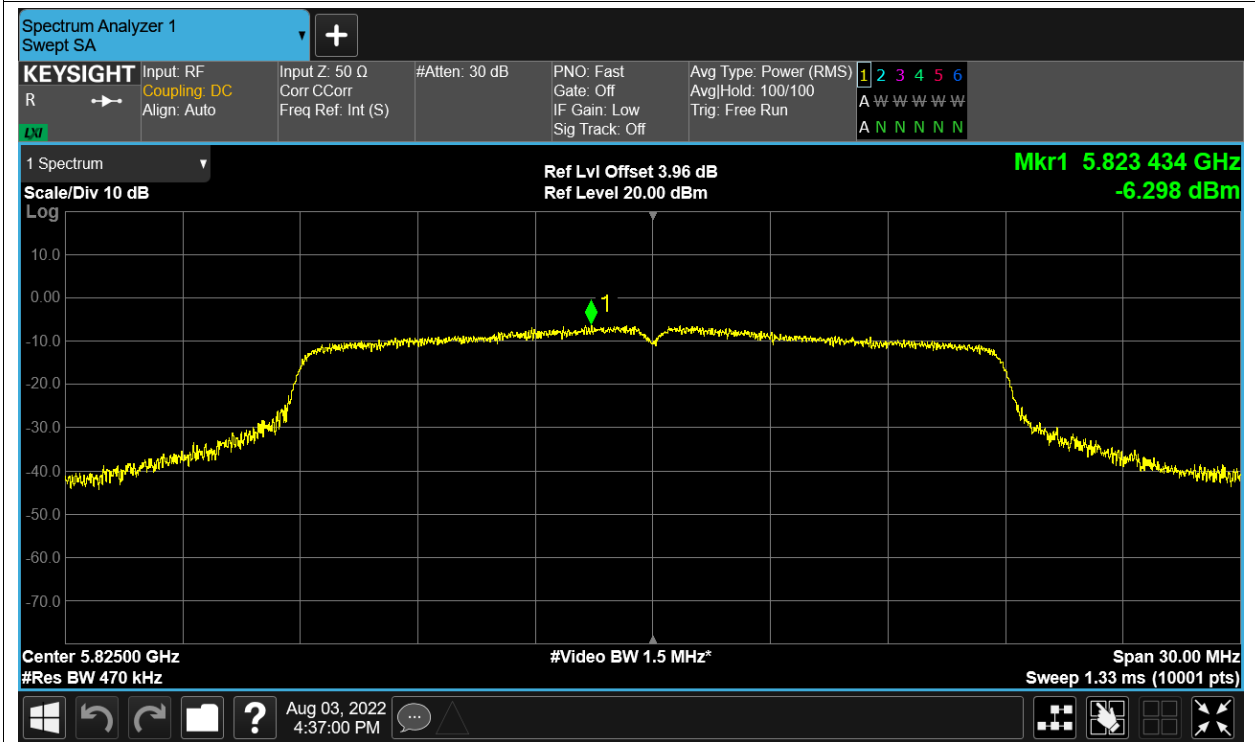 Spectrum Analyzer 1
Swept SA
+
KEYSIGHT
R
LXI
Input: RF
Coupling: DC
Align: Auto
Input Z: 50 Ω
Corr CCorr
Freq Ref: Int (S)
#Atten: 30 dB
PNO: Fast
Gate: Off
IF Gain: Low
Sig Track: Off
Avg Type: Power (RMS)
Avg|Hold: 100/100
Trig: Free Run
1 2 3 4 5 6
A W W W W W
A N N N N N
1 Spectrum
Scale/Div 10 dB
Log
Ref Lvl Offset 3.96 dB
Ref Level 20.00 dBm
Mkr1 5.823 434 GHz
-6.298 dBm
10.0
0.00
1
-10.0
-20.0
-30.0
-40.0
-50.0
-60.0
-70.0
Center 5.82500 GHz
#Video BW 1.5 MHz*
Span 30.00 MHz
#Res BW 470 kHz
Sweep 1.33 ms (10001 pts)
?
Aug 03, 2022
4:37:00 PM